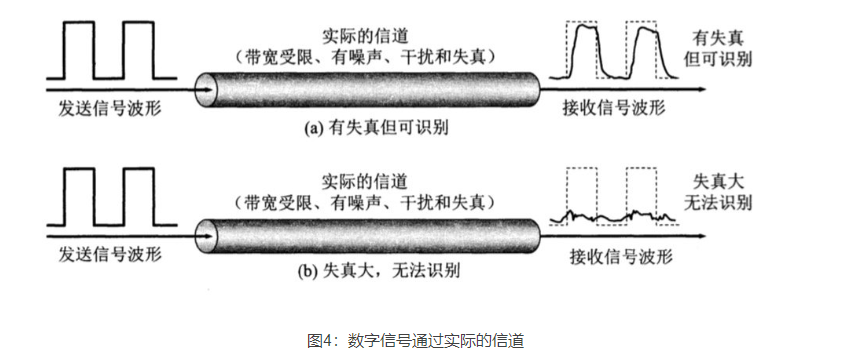 实际的信道
（带宽受限、有噪声、干扰和失真）
有失真
但可识别
发送信号波形
接收信号波形
(a) 有失真但可识别
实际的信道
（带宽受限、有噪声、干扰和失真）
失真大
无法识别
发送信号波形
接收信号波形
(b) 失真大，无法识别
图4：数字信号通过实际的信道